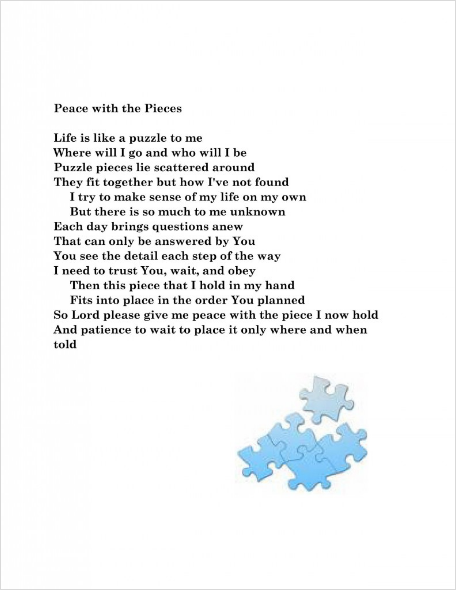 Peace with the Pieces
Life is like a puzzle to me
Where will I go and who will I be
Puzzle pieces lie scattered around
They fit together but how I've not found
I try to make sense of my life on my own
But there is so much to me unknown
Each day brings questions anew
That can only be answered by You
You see the detail each step of the way
I need to trust You, wait, and obey
Then this piece that I hold in my hand
Fits into place in the order You planned
So Lord please give me peace with the piece I now hold
And patience to wait to place it only where and when
told